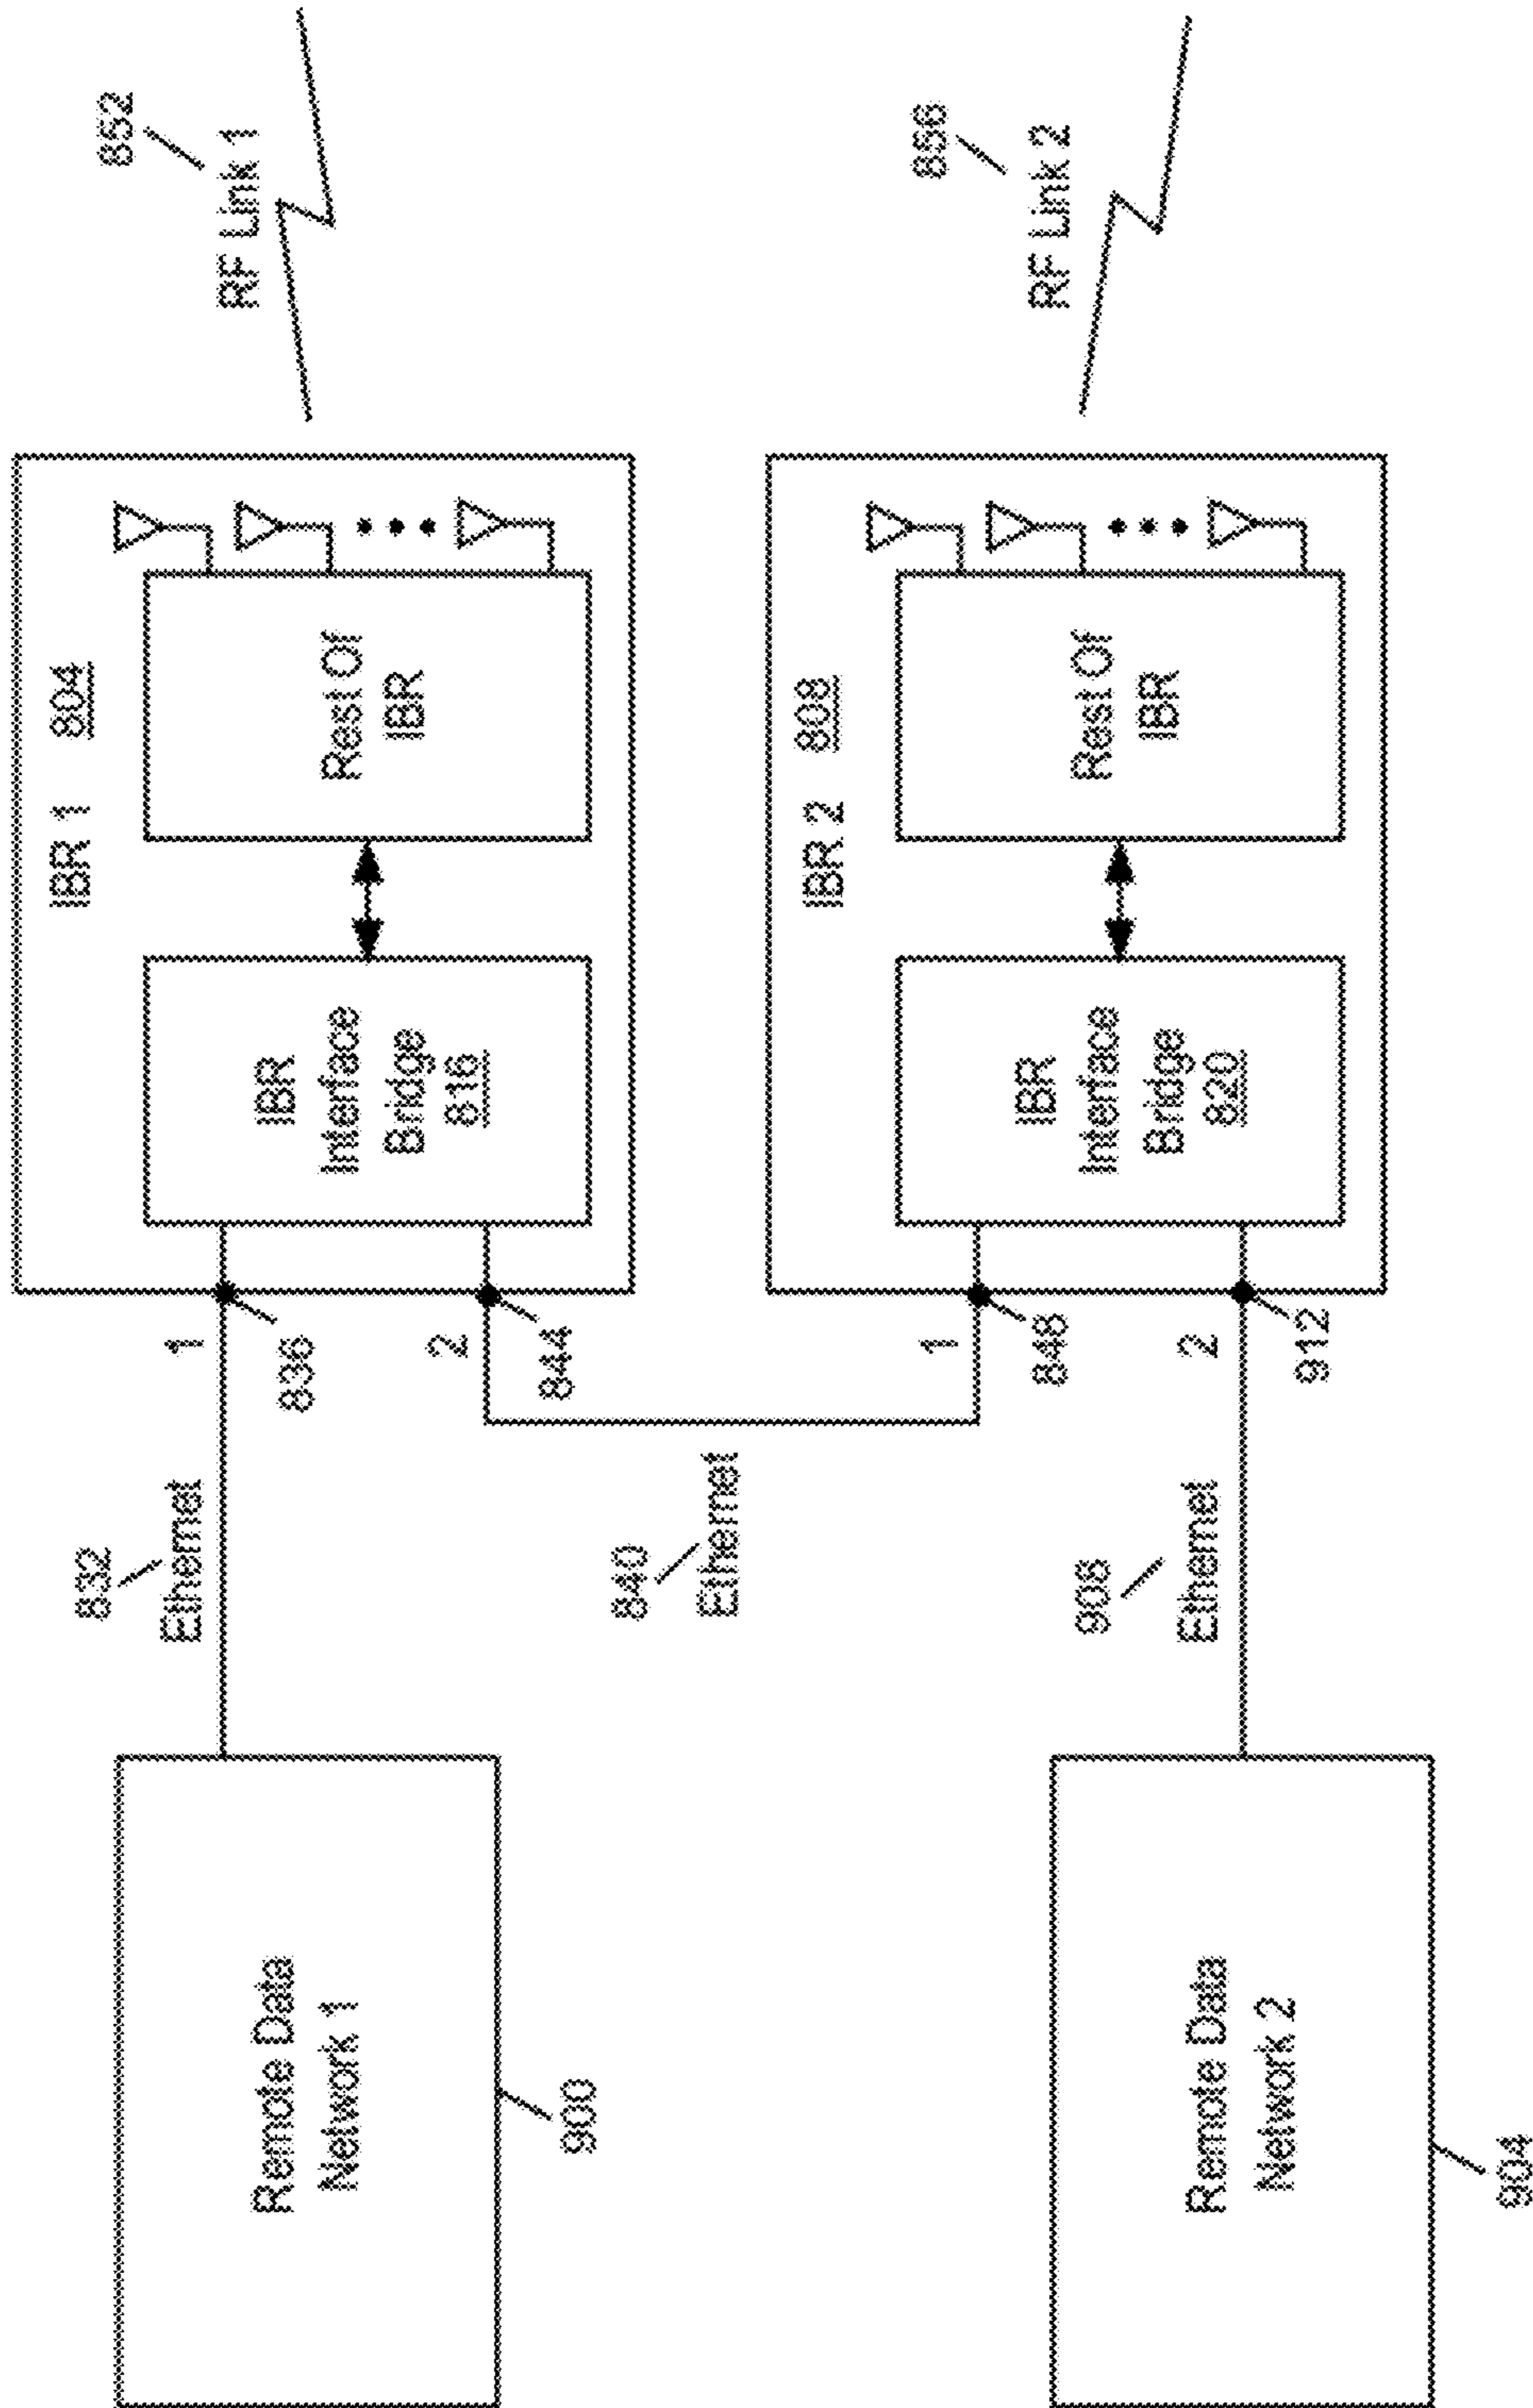 Remote Data
Network 1
900
832
Ethernet
1
836
2
844
IBR 1 804
IBR
Interface
Bridge
816
Rest Of
IBR
852
RF Link 1
840
Ethernet
Remote Data
Network 2
904
908
Ethernet
1
848
2
912
IBR 2 808
IBR
Interface
Bridge
820
Rest Of
IBR
856
RF Link 2